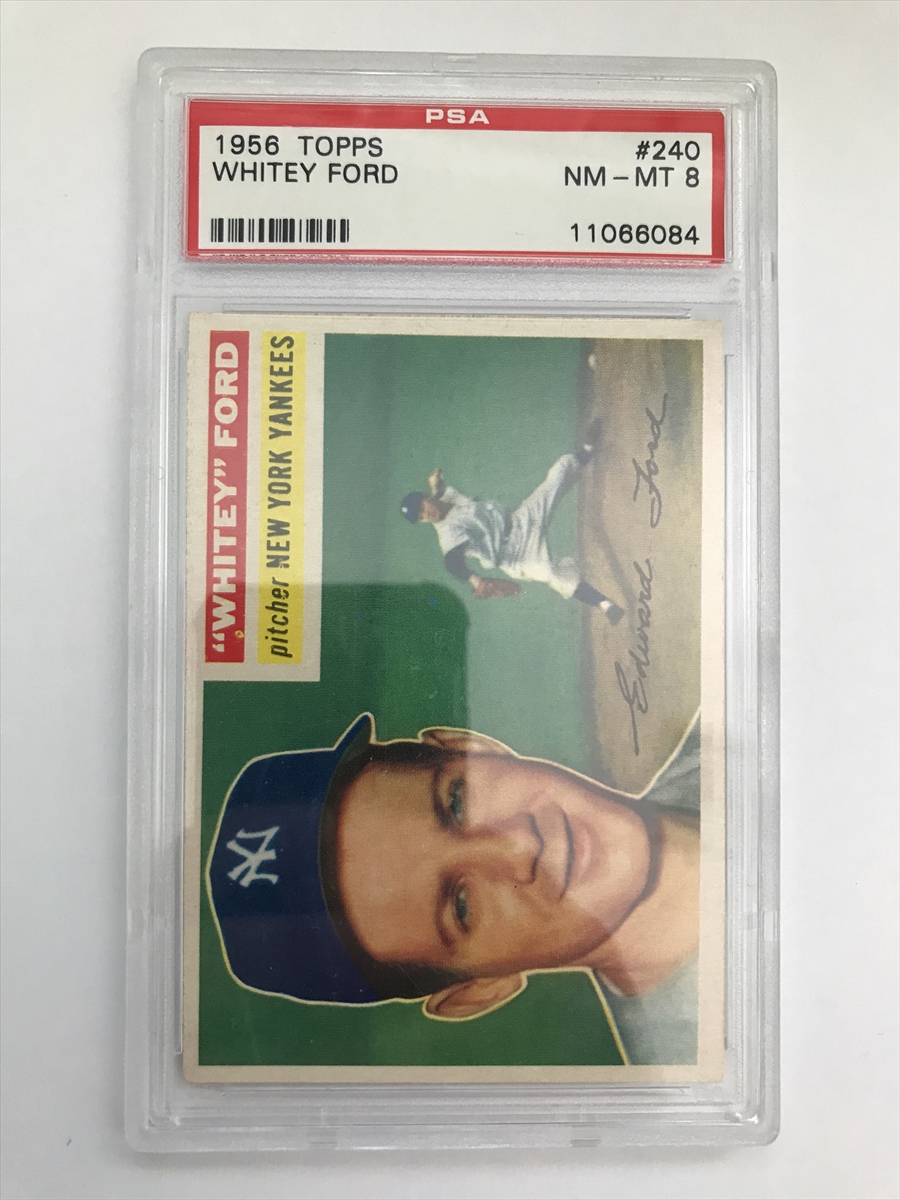 PSA
1956 TOPPS #240
WHITEY FORD NM-MT 8
11066084
"WHITEY" FORD
pitcher NEW YORK YANKEES
Edward Ford
NY